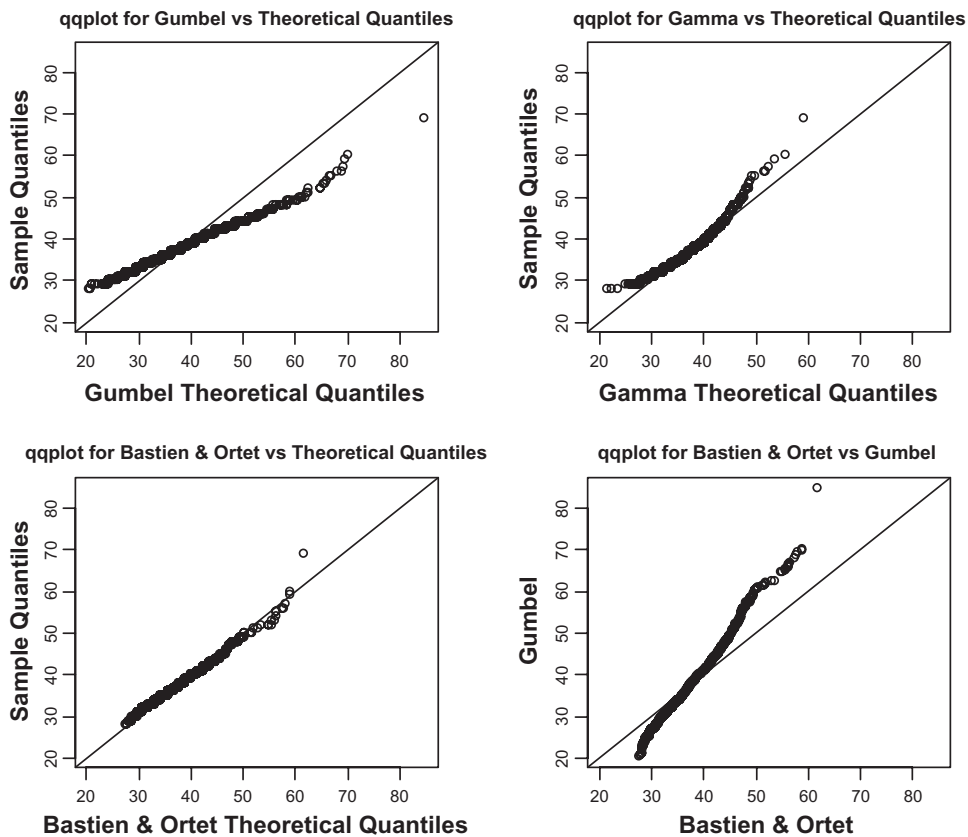 qqplot for Gumbel vs Theoretical Quantiles
Sample Quantiles
80
70
60
50
40
30
20
20 30 40 50 60 70 80
Gumbel Theoretical Quantiles
qqplot for Gamma vs Theoretical Quantiles
Sample Quantiles
80
70
60
50
40
30
20
20 30 40 50 60 70 80
Gamma Theoretical Quantiles
qqplot for Bastien & Ortet vs Theoretical Quantiles
Sample Quantiles
80
70
60
50
40
30
20
20 30 40 50 60 70 80
Bastien & Ortet Theoretical Quantiles
qqplot for Bastien & Ortet vs Gumbel
Gumbel
80
70
60
50
40
30
20
20 30 40 50 60 70 80
Bastien & Ortet